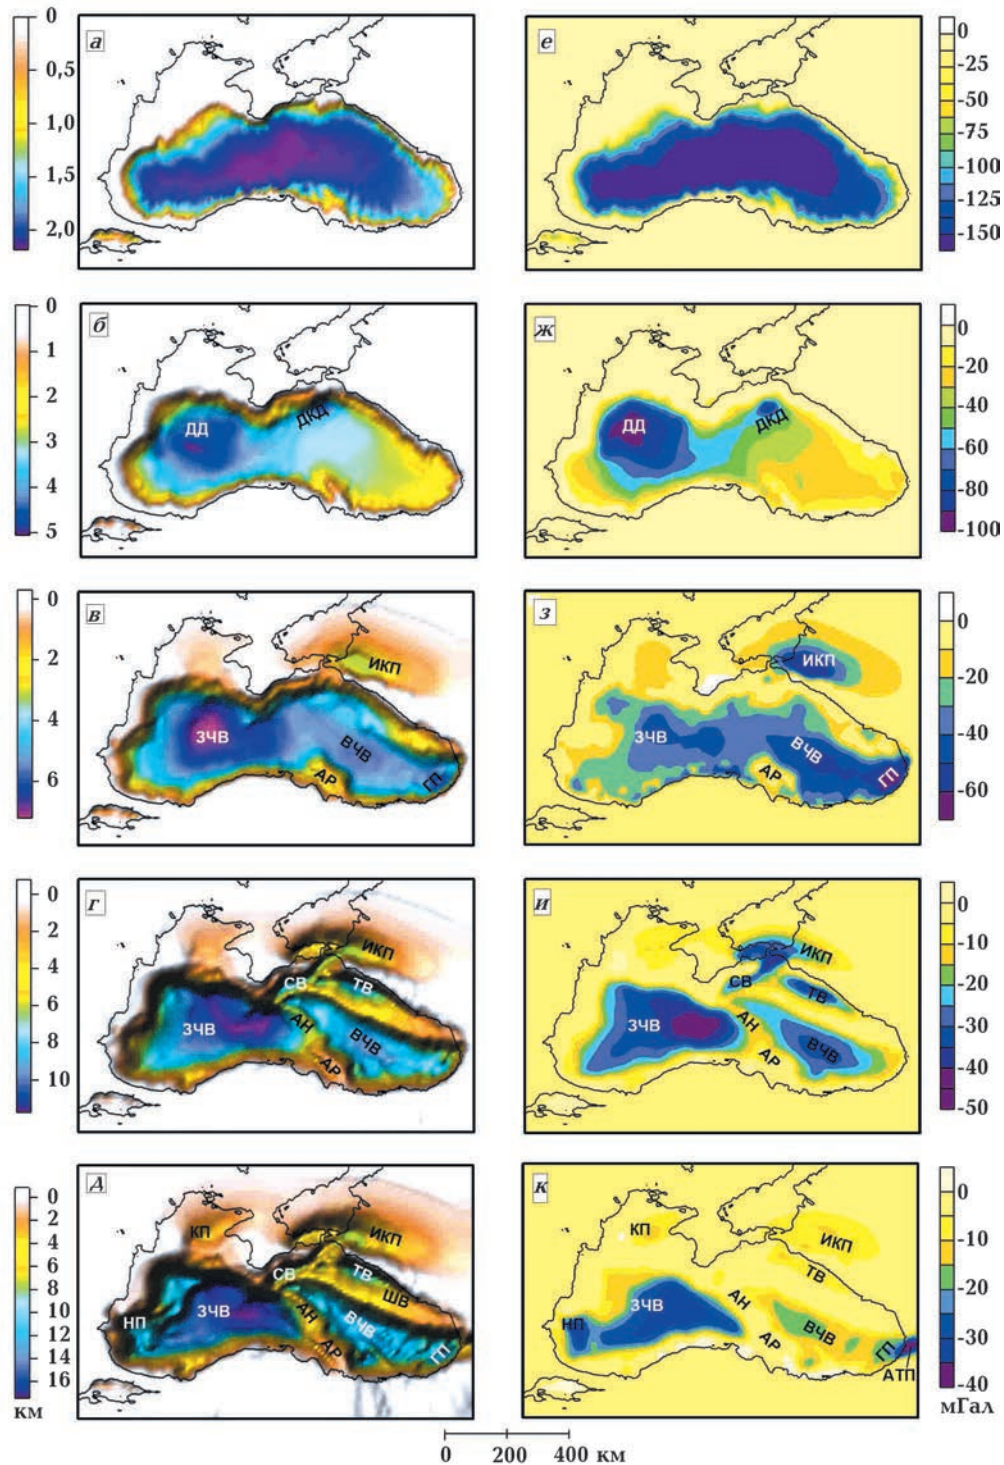 а
0
0,5
1,0
1,5
2,0
е
0
-25
-50
-75
-100
-125
-150
б
ДД
ДКД
0
1
2
3
4
5
ж
ДД
ДКД
0
-20
-40
-60
-80
-100
в
ИКП
ЗЧВ
ВЧВ
АР
ГП
0
2
4
6
з
ИКП
ЗЧВ
ВЧВ
АР
ГП
0
-20
-40
-60
г
ИКП
СВ
ТВ
ЗЧВ
АН
ВЧВ
АР
0
2
4
6
8
10
и
ИКП
СВ
ТВ
ЗЧВ
АН
ВЧВ
АР
0
-10
-20
-30
-40
-50
д
КП
ИКП
СВ
ТВ
ШВ
ЗЧВ
АН
НП
ВЧВ
АР
ГП
0
2
4
6
8
10
12
14
16
км
к
КП
ИКП
ТВ
АН
ЗЧВ
НП
ВЧВ
АР
ГП
АТП
0
-10
-20
-30
-40
мГал
0 200 400 км